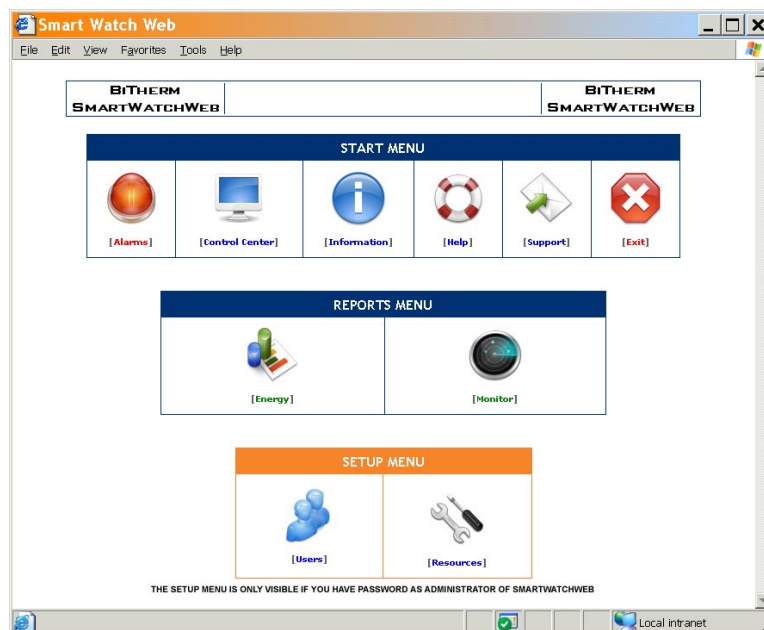 Smart Watch Web
File Edit View Favorites Tools Help
BITHERM
SMARTWATCHWEB
BITHERM
SMARTWATCHWEB
START MENU
[Alarms] [Control Center] [Information] [Help] [Support] [Exit]
REPORTS MENU
[Energy] [Monitor]
SETUP MENU
[Users] [Resources]
THE SETUP MENU IS ONLY VISIBLE IF YOU HAVE PASSWORD AS ADMINISTRATOR OF SMARTWATCHWEB
Local intranet